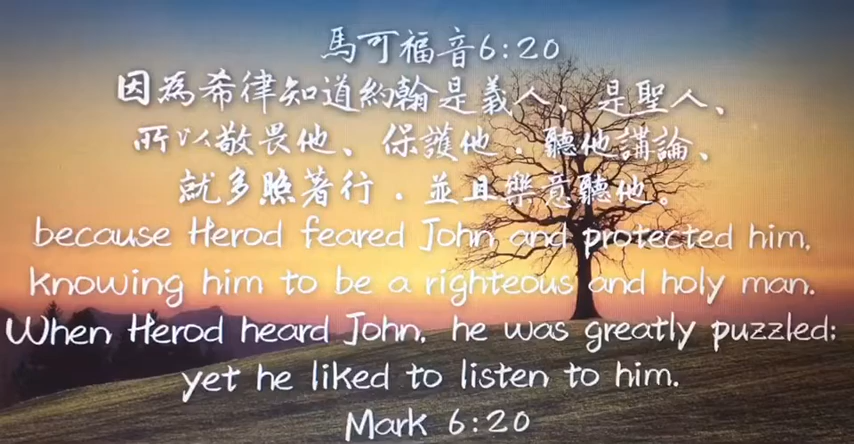 馬可福音6:20
因為希律知道約翰是義人、是聖人、
所以敬畏他、保護他．聽他講論、
就多照著行．並且樂意聽他。
because Herod feared John and protected him,
knowing him to be a righteous and holy man.
When Herod heard John, he was greatly puzzled;
yet he liked to listen to him.
Mark 6:20